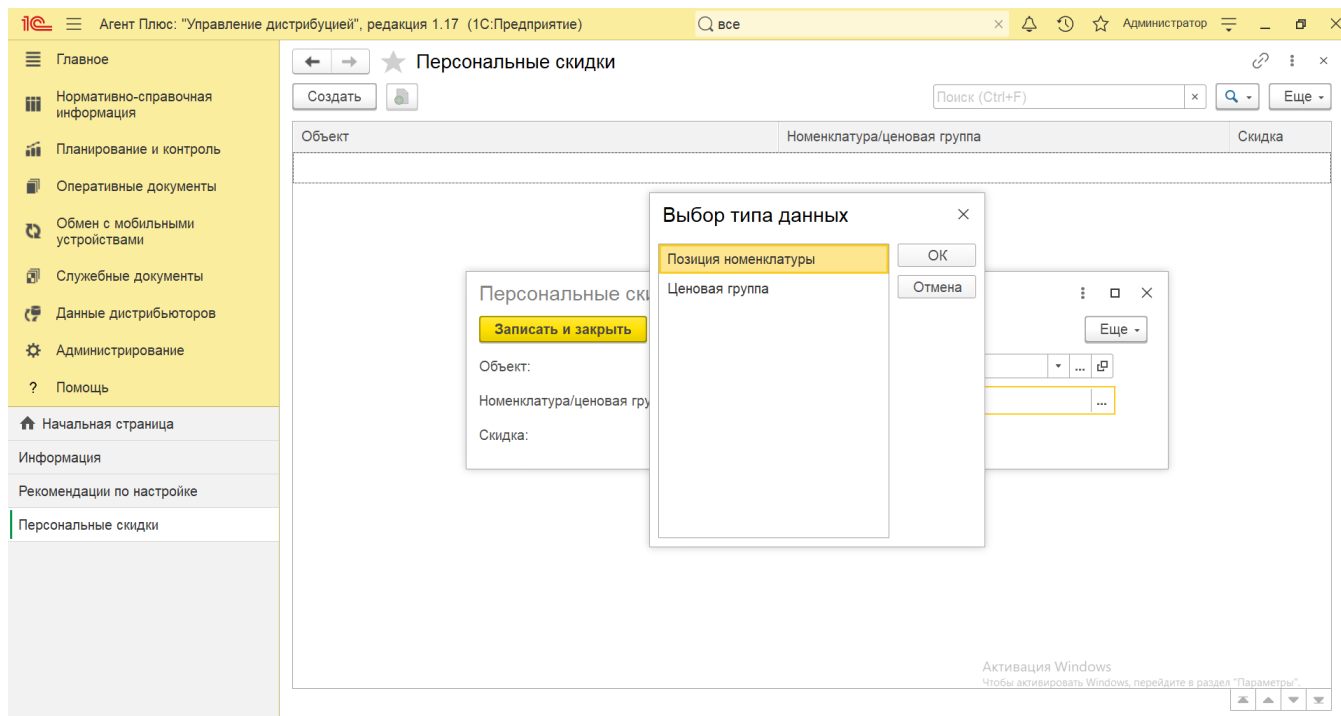 1С Агент Плюс: "Управление дистрибуцией", редакция 1.17 (1С:Предприятие) все Администратор
Главное
Нормативно-справочная
информация
Планирование и контроль
Оперативные документы
Обмен с мобильными
устройствами
Служебные документы
Данные дистрибьюторов
Администрирование
? Помощь
Начальная страница
Информация
Рекомендации по настройке
Персональные скидки
Персональные скидки
Создать Поиск (Ctrl+F) × Еще
Объект Номенклатура/ценовая группа Скидка
Выбор типа данных
Позиция номенклатуры ОК
Ценовая группа Отмена
Персональные ски
Записать и закрыть Еще
Объект: ...
Номенклатура/ценовая гру ...
Скидка:
Активация Windows
Чтобы активировать Windows, перейдите в раздел "Параметры".